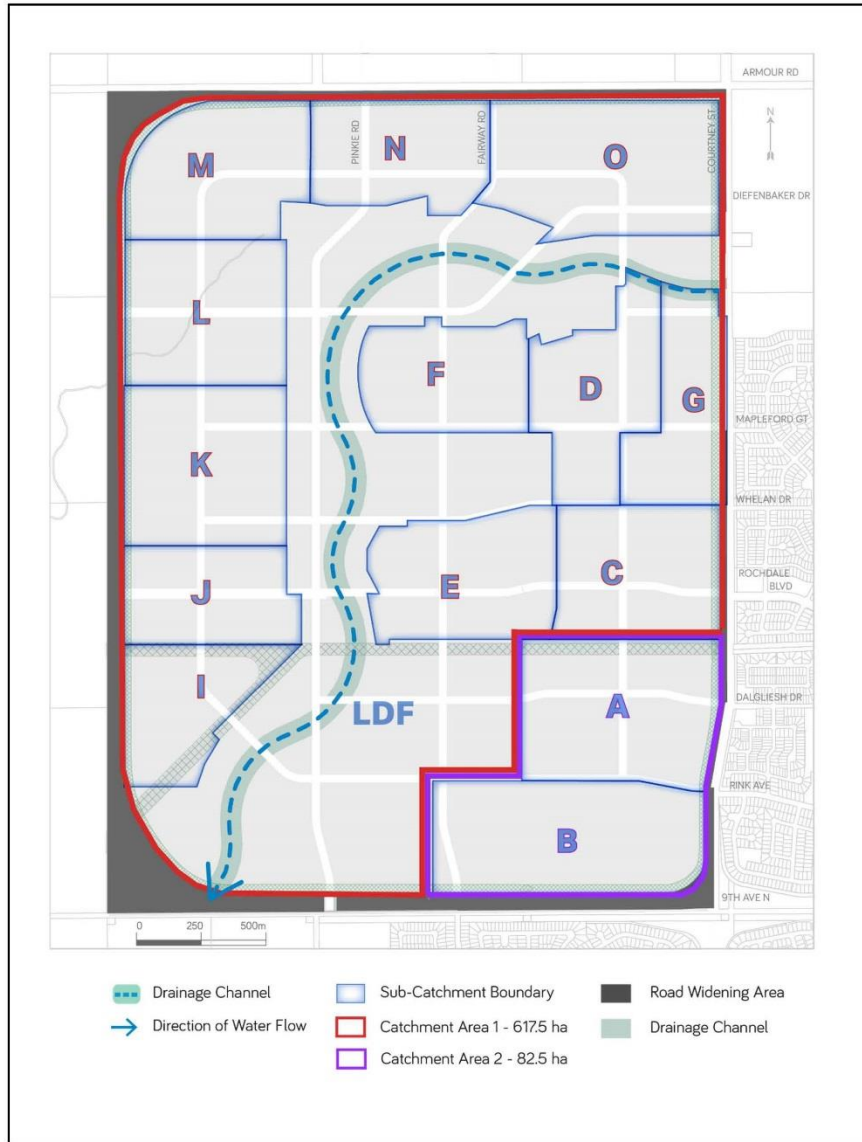 ARMOUR RD
N
PINKIE RD
FAIRWAY RD
COURTNEY ST
M
N
O
DIEFENBAKER DR
L
F
D
G
MAPLEFORD GT
K
WHELAN DR
E
C
J
ROCHDALE
BLVD
I
LDF
A
DALGLIESH DR
RINK AVE
B
9TH AVE N
0 250 500m
Drainage Channel
Sub-Catchment Boundary
Road Widening Area
Direction of Water Flow
Catchment Area 1 - 617.5 ha
Drainage Channel
Catchment Area 2 - 82.5 ha